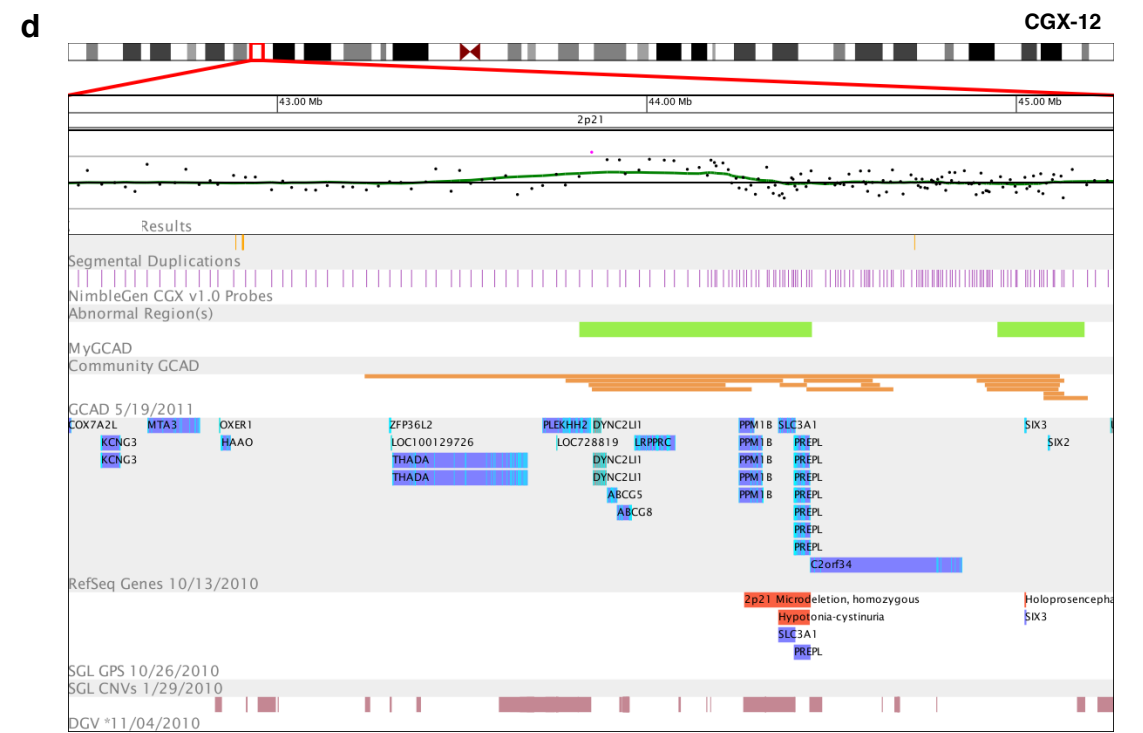 d
CGX-12
43.00 Mb 44.00 Mb 45.00 Mb
2p21
Results
Segmental Duplications
NimbleGen CGX v1.0 Probes
Abnormal Region(s)
MyGCAD
Community GCAD
GCAD 5/19/2011
COX7A2L MTA3 OXER1 ZFP36L2 PLEKHH2 DYNC2LI1 PPM1B SLC3A1 SIX3
KCNG3 HAAO LOC100129726 LOC728819 LRPPRC PPM1B PREPL SIX2
KCNG3 THADA DYNC2LI1 PPM1B PREPL
THADA DYNC2LI1 PPM1B PREPL
ABCG5 PPM1B PREPL
ABCG8 PREPL
PREPL
PREPL
C2orf34
RefSeq Genes 10/13/2010
2p21 Microdeletion, homozygous Holoprosencepha
Hypotonia-cystinuria SIX3
SLC3A1
PREPL
SGL GPS 10/26/2010
SGL CNVs 1/29/2010
DGV *11/04/2010